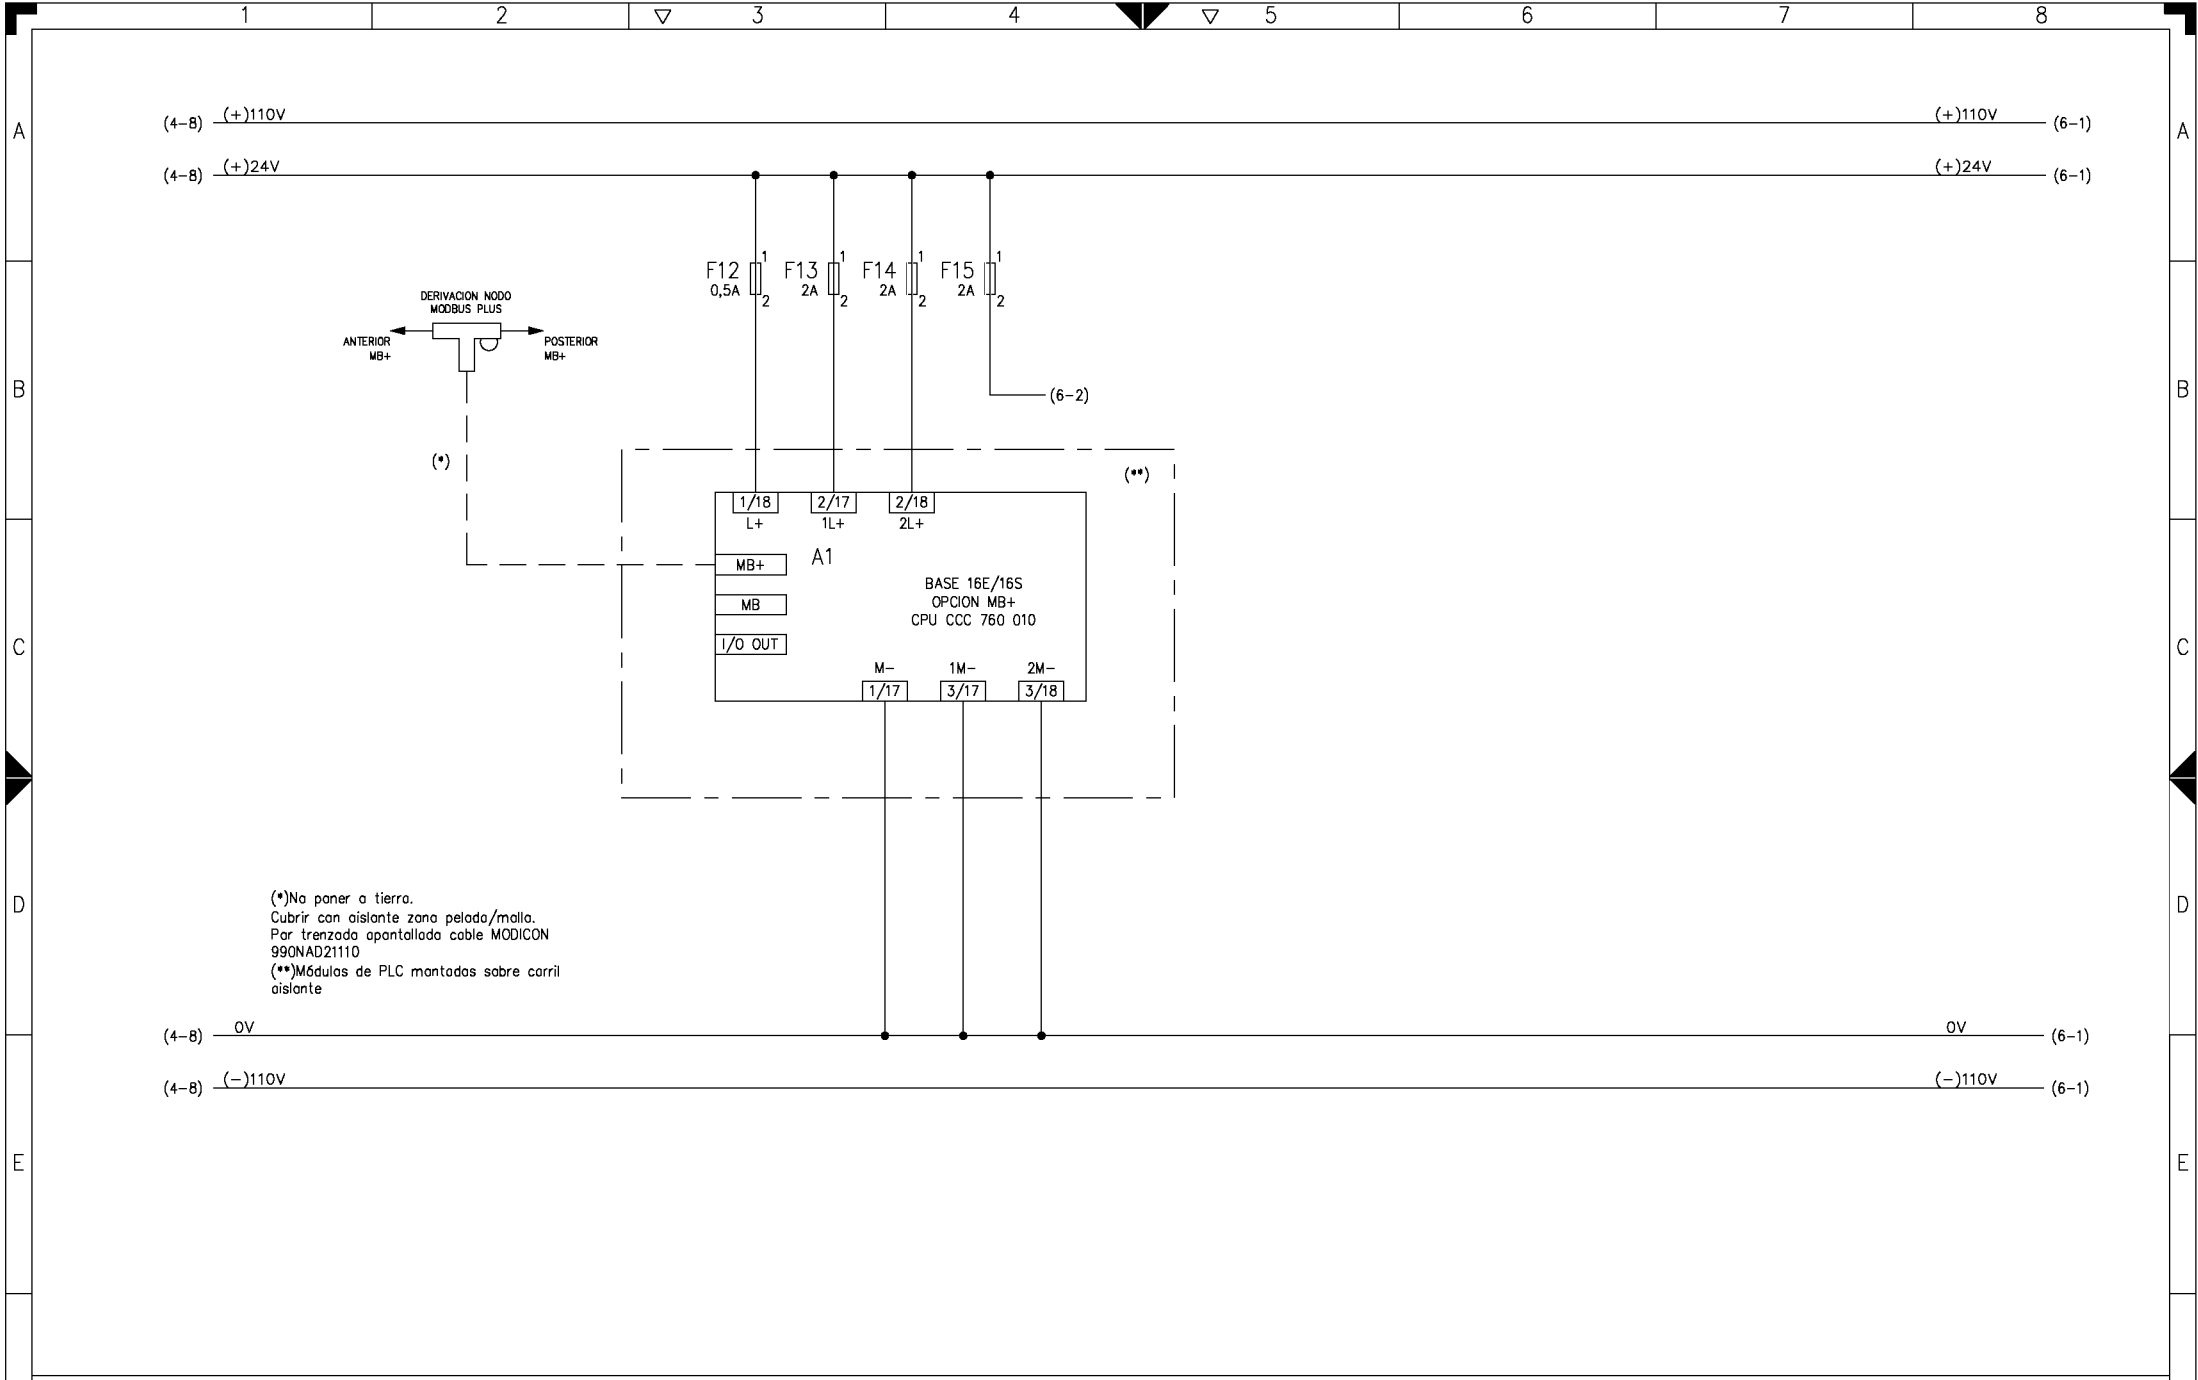 1 2 3 4 5 6 7 8
A A
(4-8) (+)110V (+)110V (6-1)
(4-8) (+)24V (+)24V (6-1)
F12 0,5A 1 2
F13 2A 1 2
F14 2A 1 2
F15 2A 1 2
DERIVACION NODO
MODBUS PLUS
ANTERIOR
MB+
POSTERIOR
MB+
B B
(6-2)
(*)
(**)
1/18 2/17 2/18
L+ 1L+ 2L+
A1
MB+
MB
I/O OUT
BASE 16E/16S
OPCION MB+
CPU CCC 760 010
C C
M- 1M- 2M-
1/17 3/17 3/18
D D
(*)No poner a tierra.
Cubrir con aislante zona pelada/malla.
Par trenzado apantallado cable MODICON
990NAD21110
(**)Módulos de PLC montados sobre carril
aislante
(4-8) 0V 0V (6-1)
(4-8) (-)110V (-)110V (6-1)
E E